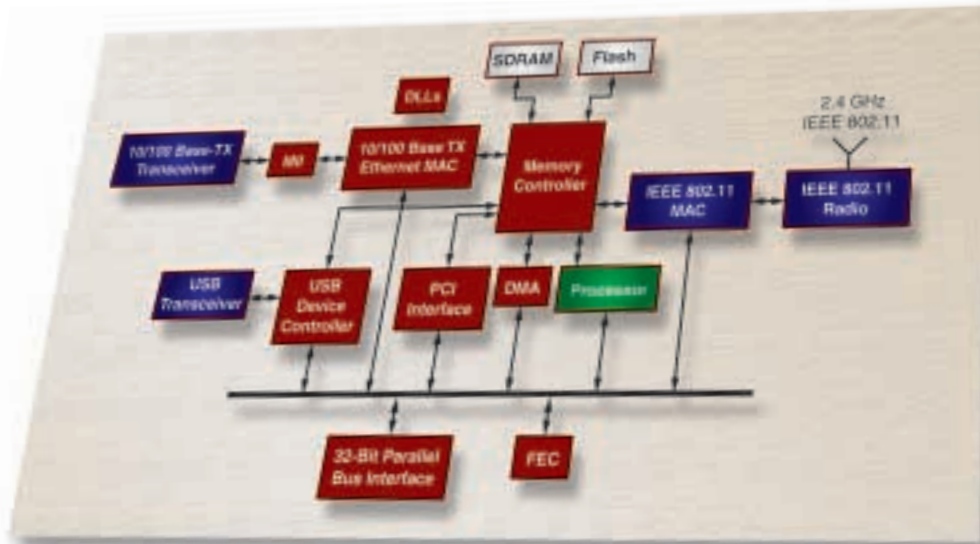 SDRAM
Flash
DLLs
2.4 GHz
IEEE 802.11
10/100 Base-TX
Transceiver
MII
10/100 Base TX
Ethernet MAC
Memory
Controller
IEEE 802.11
MAC
IEEE 802.11
Radio
USB
Transceiver
USB
Device
Controller
PCI
Interface
DMA
Processor
32-Bit Parallel
Bus Interface
FEC